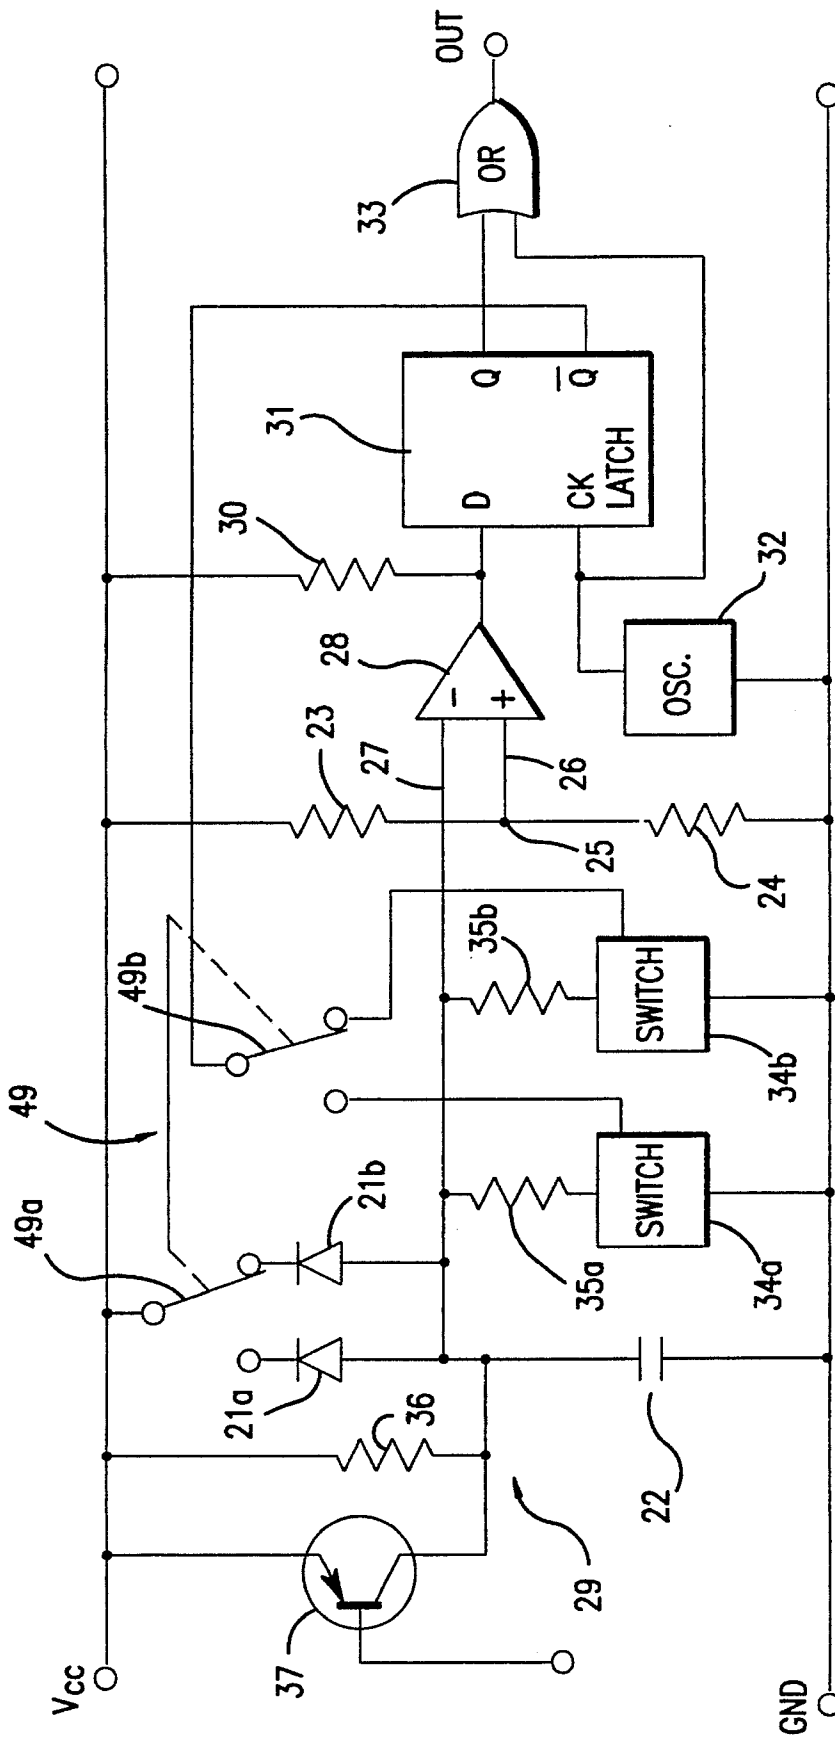 Vcc
GND
OUT
49
49a
49b
21a
21b
36
37
29
22
35a
35b
SWITCH
34a
SWITCH
34b
23
24
25
26
27
28
-
+
30
31
D
Q
Q̅
CK
LATCH
OSC.
32
33
OR